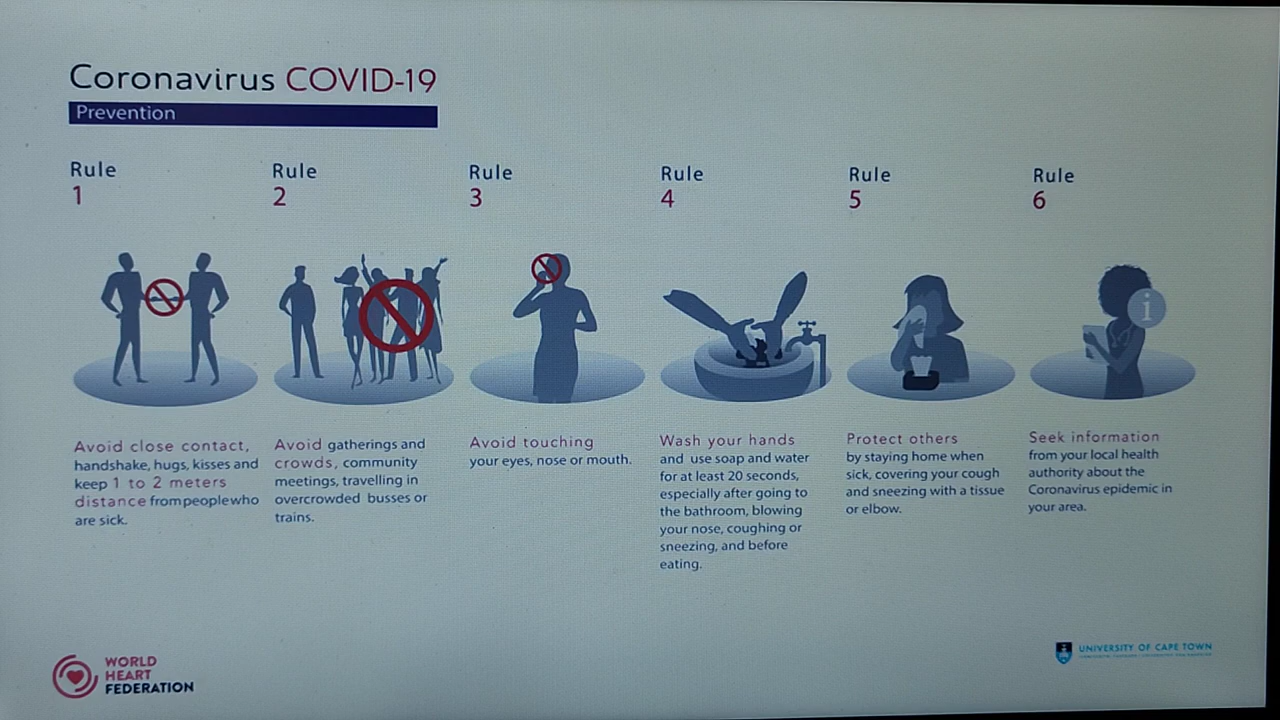 Coronavirus COVID-19
Prevention
Rule
1
Avoid close contact,
handshake, hugs, kisses and
keep 1 to 2 meters
distance from people who
are sick.
Rule
2
Avoid gatherings and
crowds, community
meetings, travelling in
overcrowded busses or
trains.
Rule
3
Avoid touching
your eyes, nose or mouth.
Rule
4
Wash your hands
and use soap and water
for at least 20 seconds,
especially after going to
the bathroom, blowing
your nose, coughing or
sneezing, and before
eating.
Rule
5
Protect others
by staying home when
sick, covering your cough
and sneezing with a tissue
or elbow.
Rule
6
i
Seek information
from your local health
authority about the
Coronavirus epidemic in
your area.
WORLD
HEART
FEDERATION
UNIVERSITY OF CAPE TOWN